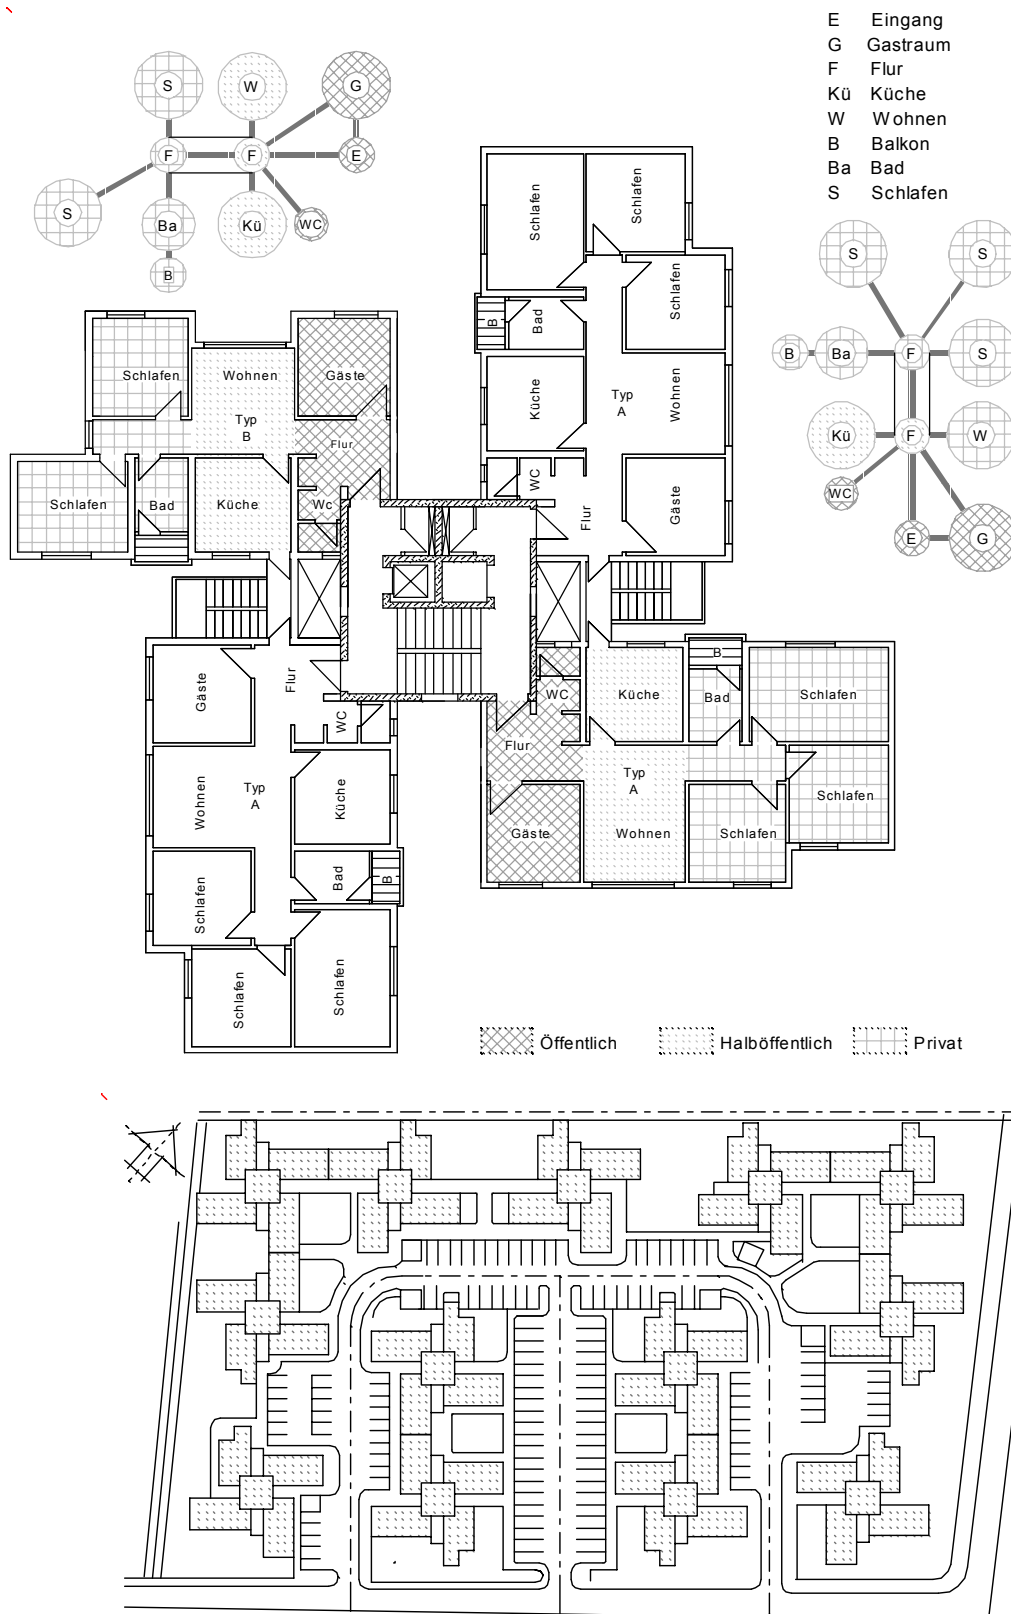 E Eingang
G Gastraum
F Flur
Kü Küche
W Wohnen
B Balkon
Ba Bad
S Schlafen
S W G
F F E
S Ba Kü WC
B
S S
B Ba F S
Kü F W
WC
E G
Schlafen
Schlafen
Schlafen
B
Bad
Küche
Typ
A
Wohnen
WC
Flur
Gäste
Schlafen Wohnen Gäste
Typ
B
Flur
Schlafen Bad Küche Wc
Gäste
Flur
WC
Wohnen
Typ
A
Küche
Schlafen
Bad
B
Schlafen
Schlafen
B
WC Küche Bad Schlafen
Flur
Typ
A
Schlafen
Gäste Wohnen Schlafen
Öffentlich Halböffentlich Privat